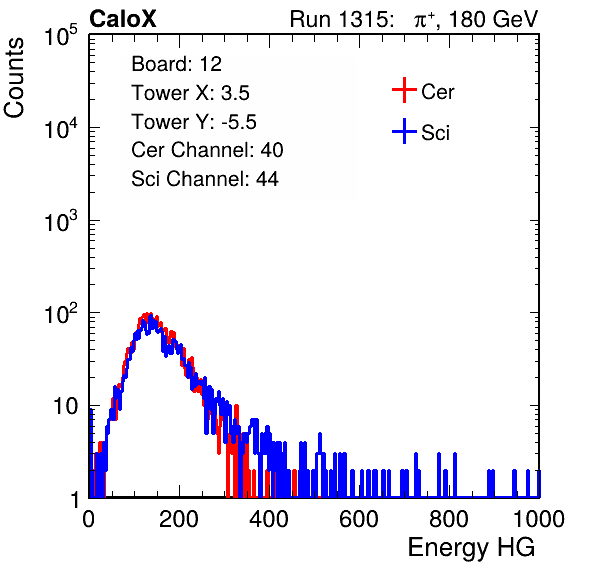 CaloX Run 1315: π⁺, 180 GeV
Counts
10⁵
10⁴
10³
10²
10
1
Board: 12
Tower X: 3.5
Tower Y: -5.5
Cer Channel: 40
Sci Channel: 44
Cer
Sci
0 200 400 600 800 1000
Energy HG